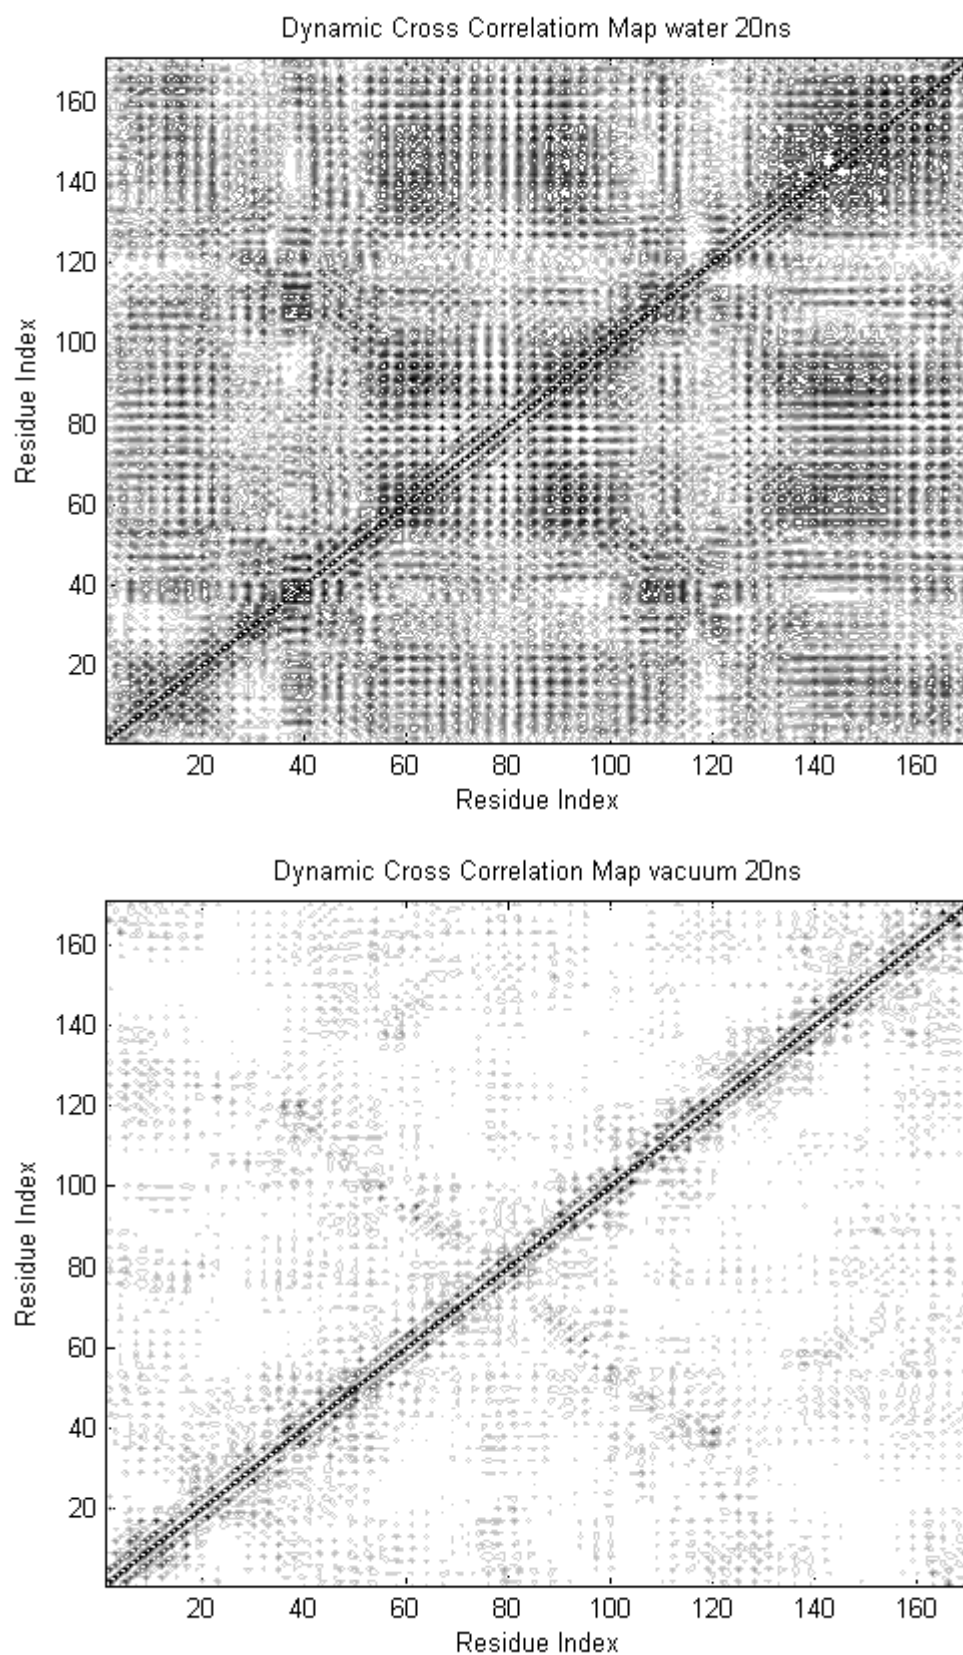 Dynamic Cross Correlatiom Map water 20ns
160
140
120
100
80
60
40
20
Residue Index
20 40 60 80 100 120 140 160
Residue Index
Dynamic Cross Correlation Map vacuum 20ns
160
140
120
100
80
60
40
20
Residue Index
20 40 60 80 100 120 140 160
Residue Index